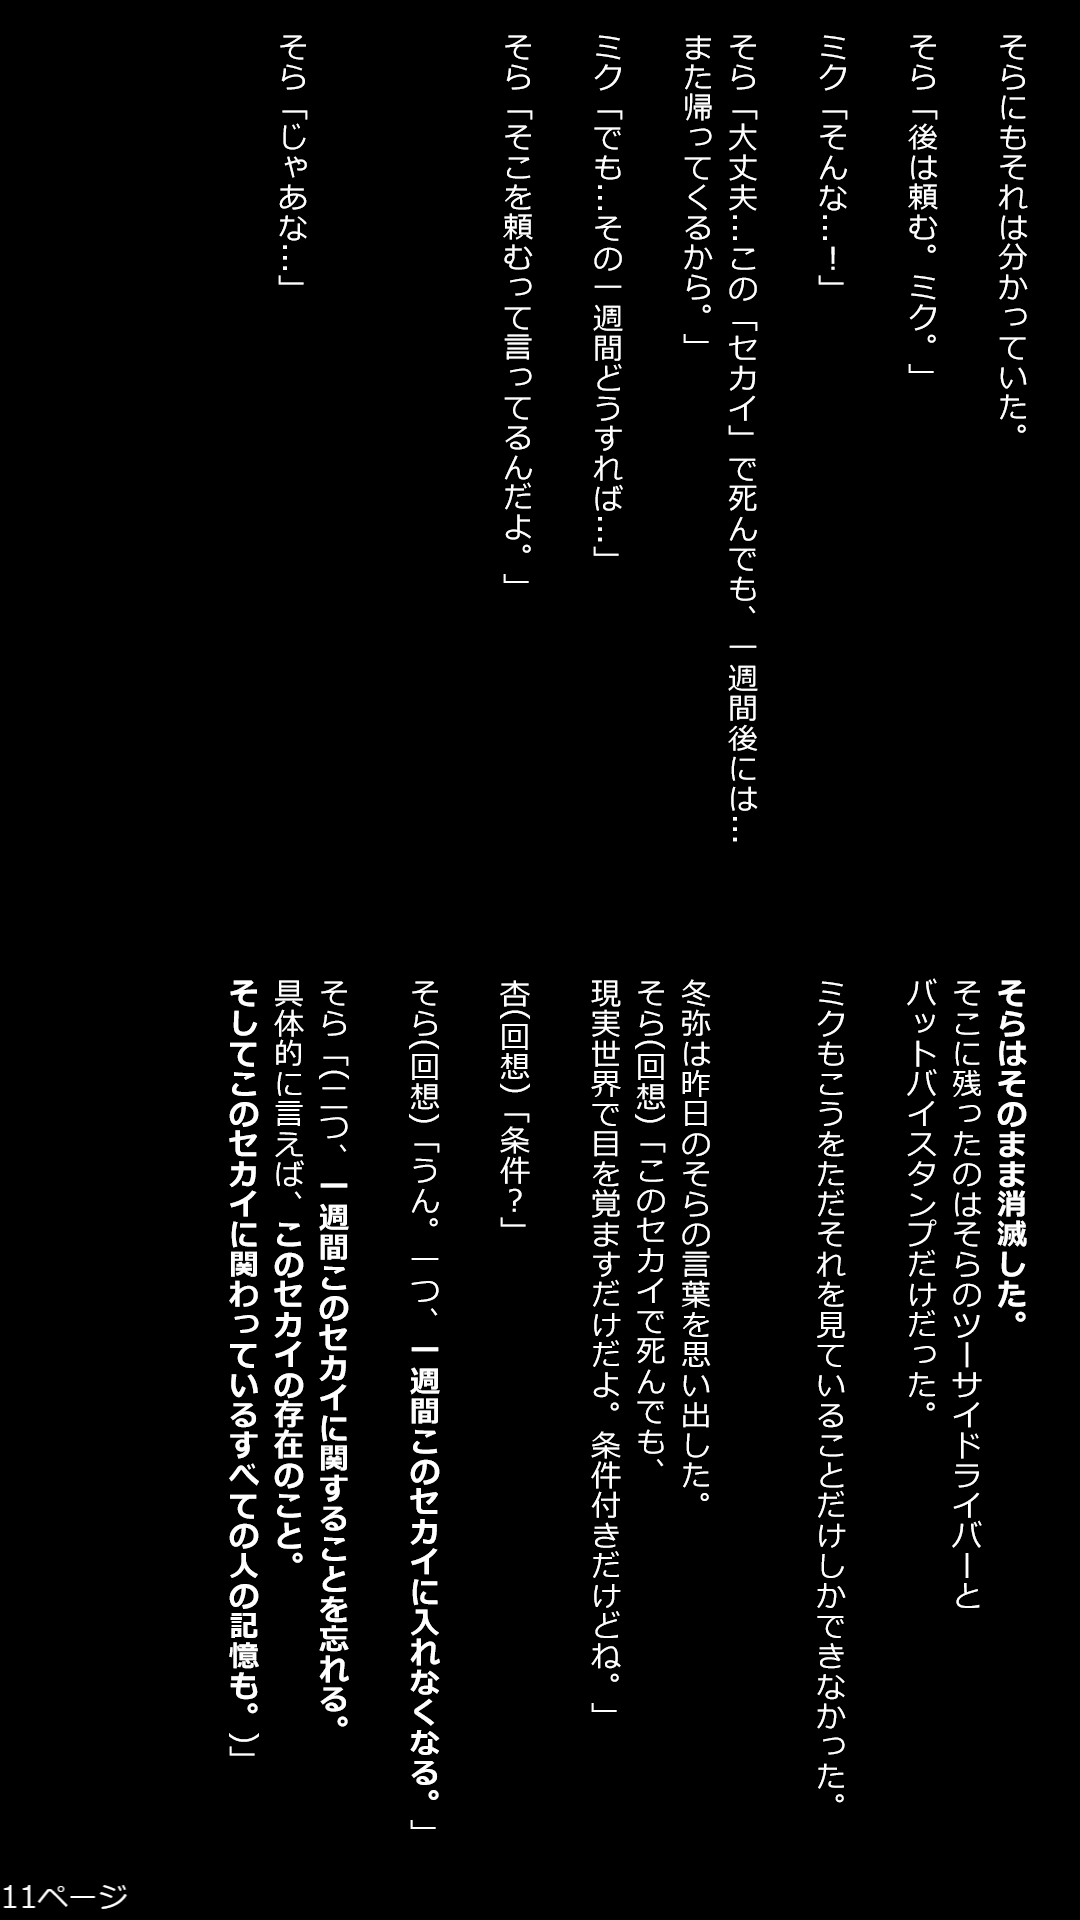 そらにもそれは分かっていた。
そら「後は頼む。ミク。」
ミク「そんな…！」
そら「大丈夫…この「セカイ」で死んでも、一週間後には…
また帰ってくるから。」
ミク「でも…その一週間どうすれば…」
そら「そこを頼むって言ってるんだよ。」
そら「じゃあな…」
そらはそのまま消滅した。
そこに残ったのはそらのツーサイドライバーと
バットバイスタンプだけだった。
ミクもこうをただそれを見ていることだけしかできなかった。
冬弥は昨日のそらの言葉を思い出した。
そら(回想)「このセカイで死んでも、
現実世界で目を覚ますだけだよ。条件付きだけどね。」
杏(回想)「条件？」
そら(回想)「うん。一つ、一週間このセカイに入れなくなる。」
そら「(二つ、一週間このセカイに関することを忘れる。
具体的に言えば、このセカイの存在のこと。
そしてこのセカイに関わっているすべての人の記憶も。)」
11ページ